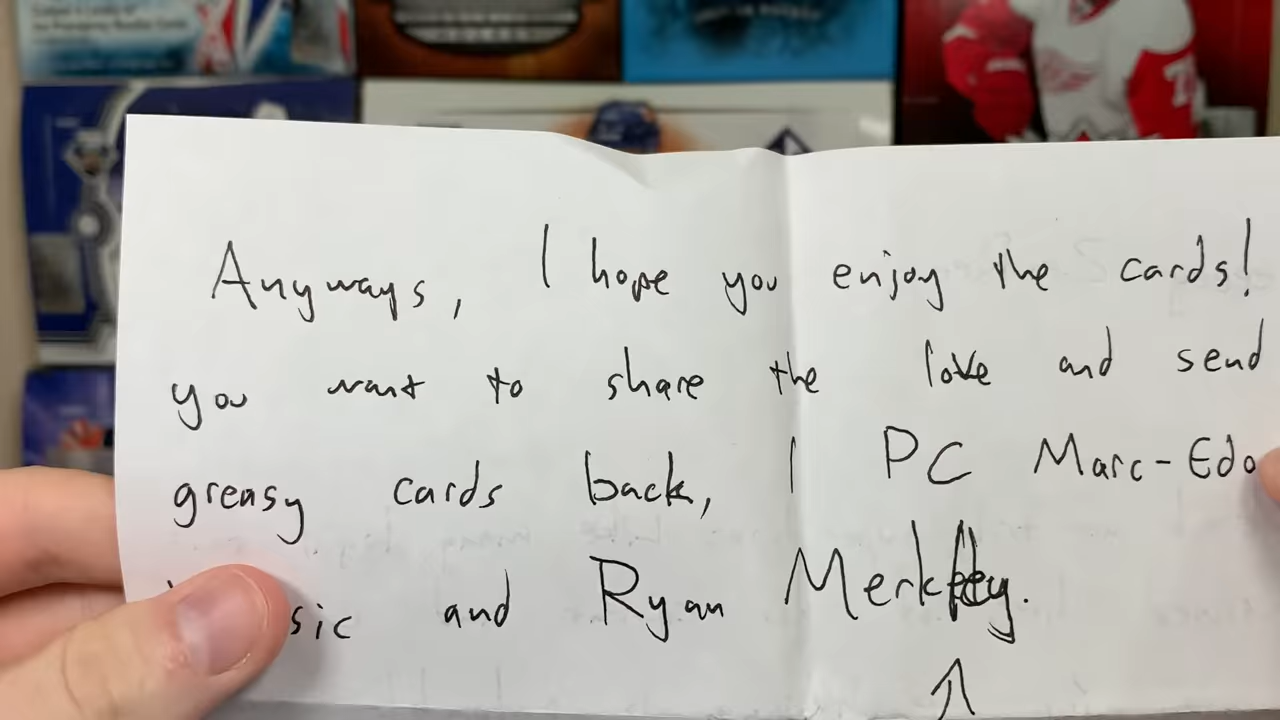 Anyways, I hope you enjoy the cards!
you want to share the love and send
greasy cards back, I PC Marc-Edo
sic and Ryan